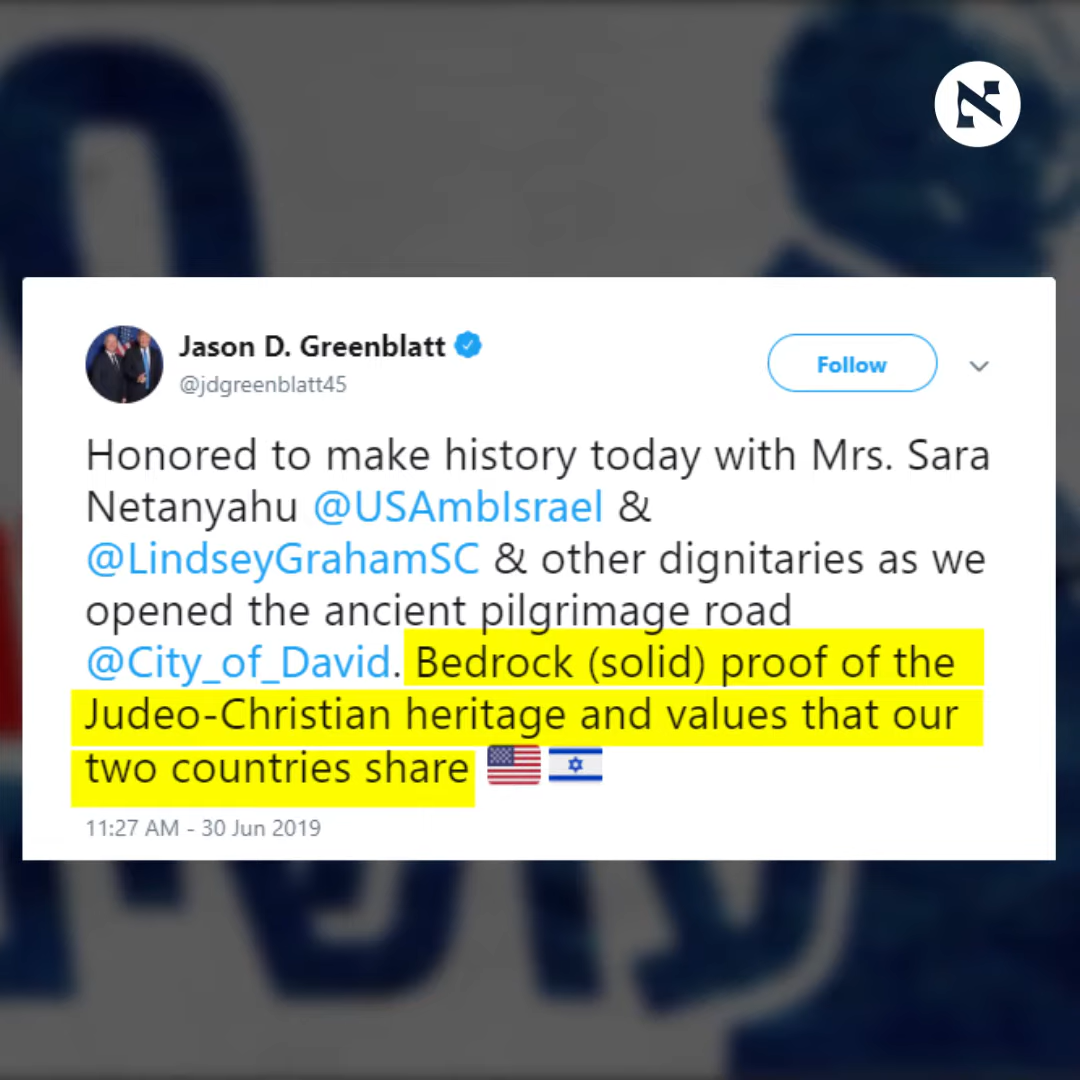 א
Jason D. Greenblatt
@jdgreenblatt45
Follow
Honored to make history today with Mrs. Sara
Netanyahu @USAmbIsrael &
@LindseyGrahamSC & other dignitaries as we
opened the ancient pilgrimage road
@City_of_David. Bedrock (solid) proof of the
Judeo-Christian heritage and values that our
two countries share 🇺🇸 🇮🇱
11:27 AM - 30 Jun 2019